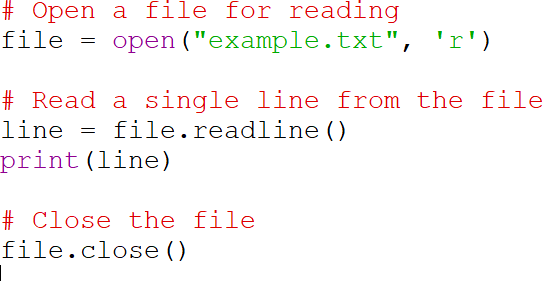 # Open a file for reading
file = open("example.txt", 'r')
# Read a single line from the file
line = file.readline()
print(line)
# Close the file
file.close()